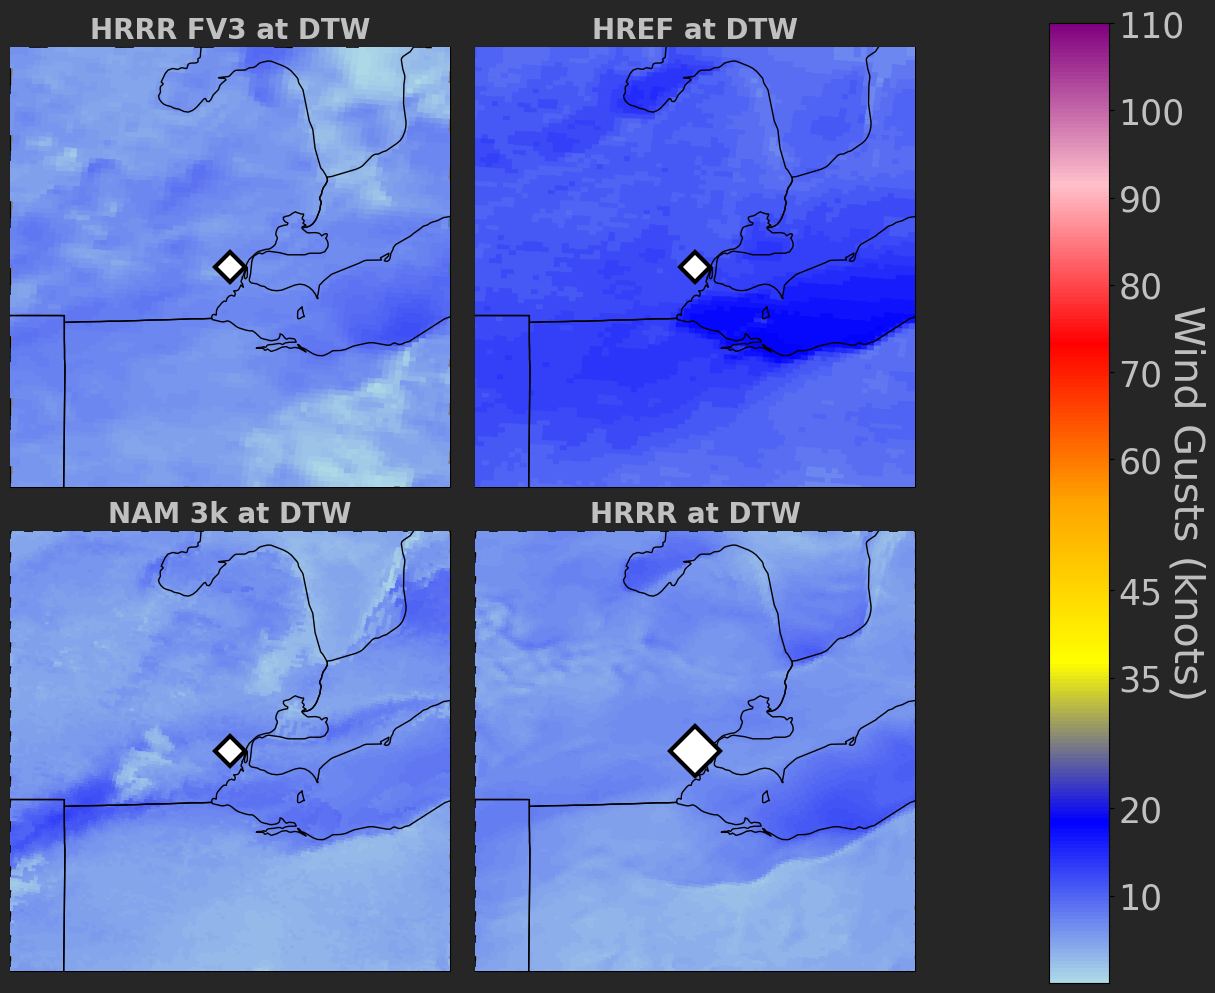 HRRR FV3 at DTW
HREF at DTW
NAM 3k at DTW
HRRR at DTW
110
100
90
80
70
60
45
35
20
10
Wind Gusts (knots)